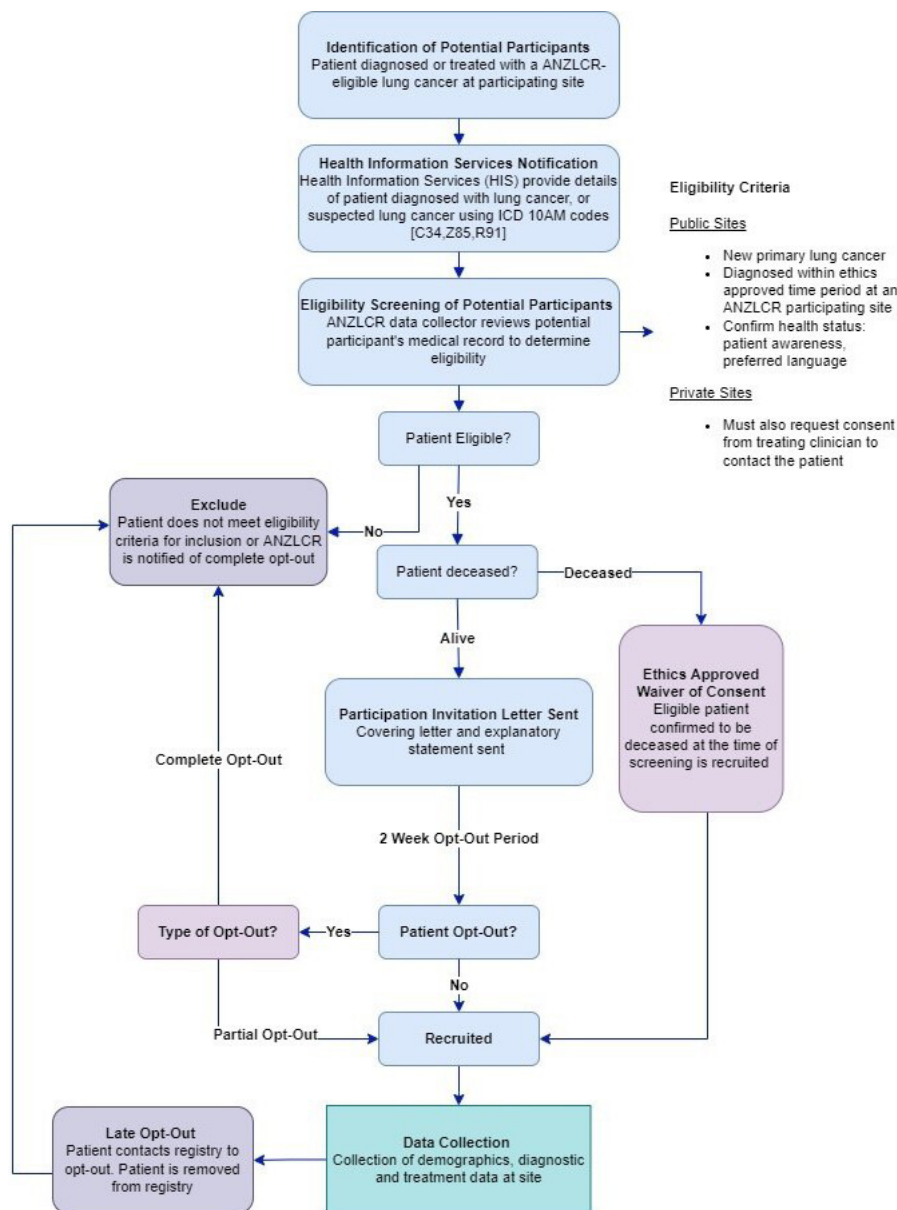 Identification of Potential Participants
Patient diagnosed or treated with a ANZLCR-
eligible lung cancer at participating site
Health Information Services Notification
Health Information Services (HIS) provide details
of patient diagnosed with lung cancer, or
suspected lung cancer using ICD 10AM codes
[C34,Z85,R91]
Eligibility Screening of Potential Participants
ANZLCR data collector reviews potential
participant's medical record to determine
eligibility
Eligibility Criteria
Public Sites
• New primary lung cancer
• Diagnosed within ethics
approved time period at an
ANZLCR participating site
• Confirm health status:
patient awareness,
preferred language
Private Sites
• Must also request consent
from treating clinician to
contact the patient
Patient Eligible?
Yes
No
Exclude
Patient does not meet eligibility
criteria for inclusion or ANZLCR
is notified of complete opt-out
Patient deceased?
Deceased
Alive
Ethics Approved
Waiver of Consent
Eligible patient
confirmed to be
deceased at the time of
screening is recruited
Participation Invitation Letter Sent
Covering letter and explanatory
statement sent
Complete Opt-Out
2 Week Opt-Out Period
Type of Opt-Out?
Yes
Patient Opt-Out?
No
Partial Opt-Out
Recruited
Late Opt-Out
Patient contacts registry to
opt-out. Patient is removed
from registry
Data Collection
Collection of demographics, diagnostic
and treatment data at site